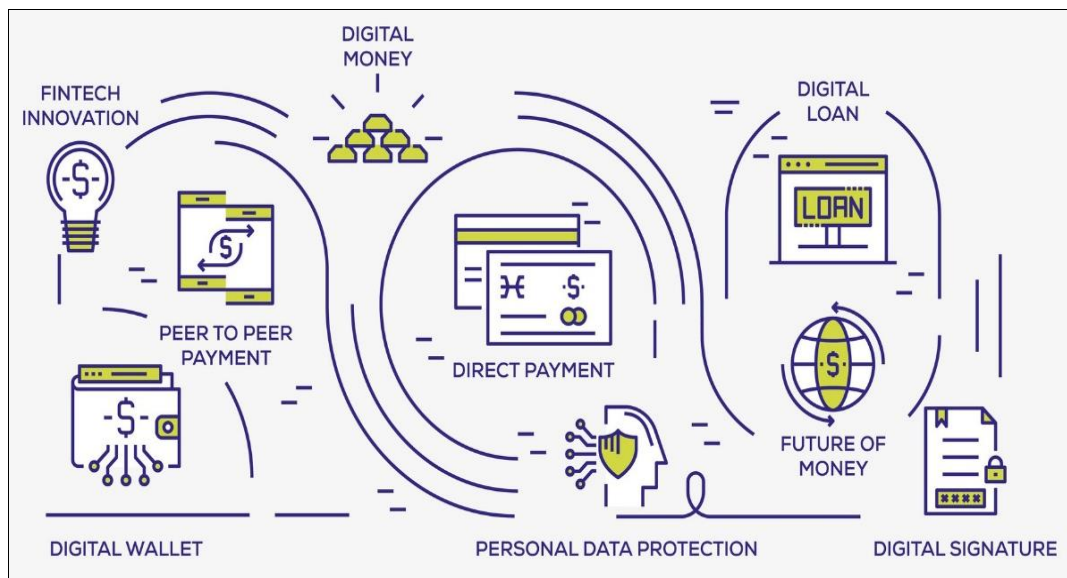 DIGITAL
MONEY
FINTECH
INNOVATION
DIGITAL
LOAN
LOAN
PEER TO PEER
PAYMENT
DIRECT PAYMENT
FUTURE OF
MONEY
DIGITAL WALLET
PERSONAL DATA PROTECTION
DIGITAL SIGNATURE